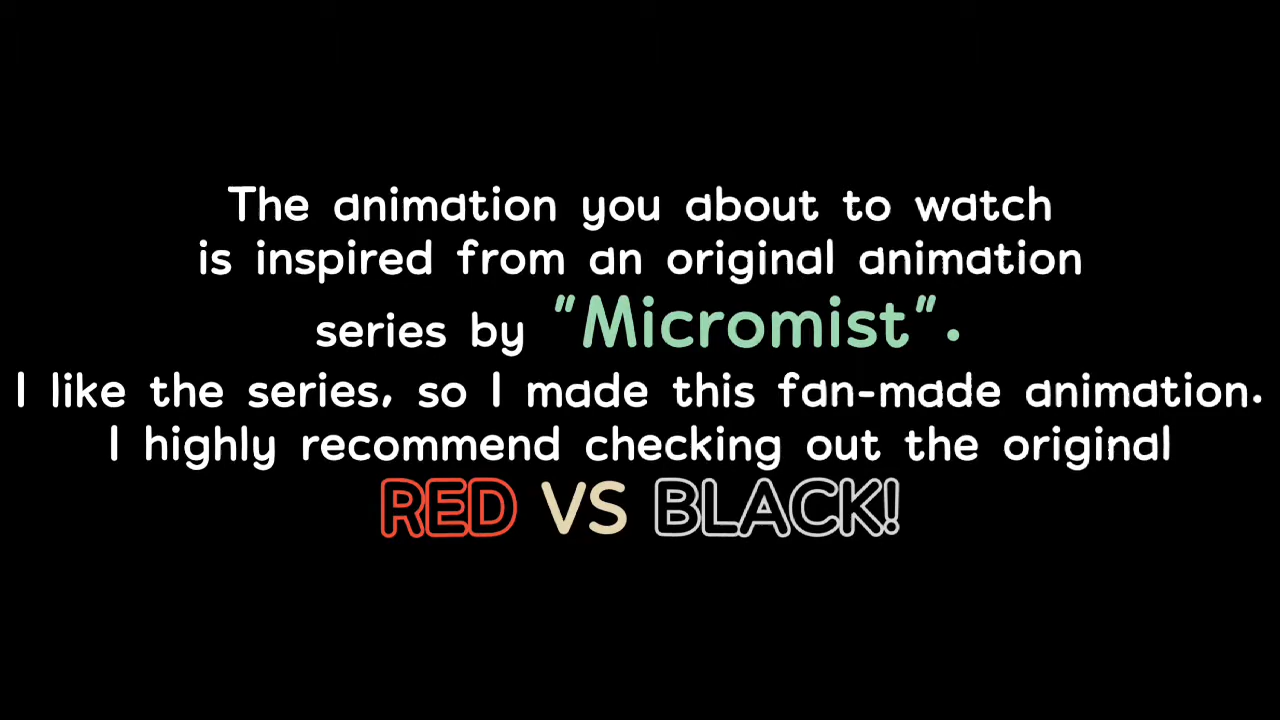 The animation you about to watch
is inspired from an original animation
series by "Micromist".
I like the series, so I made this fan-made animation.
I highly recommend checking out the original
RED VS BLACK!